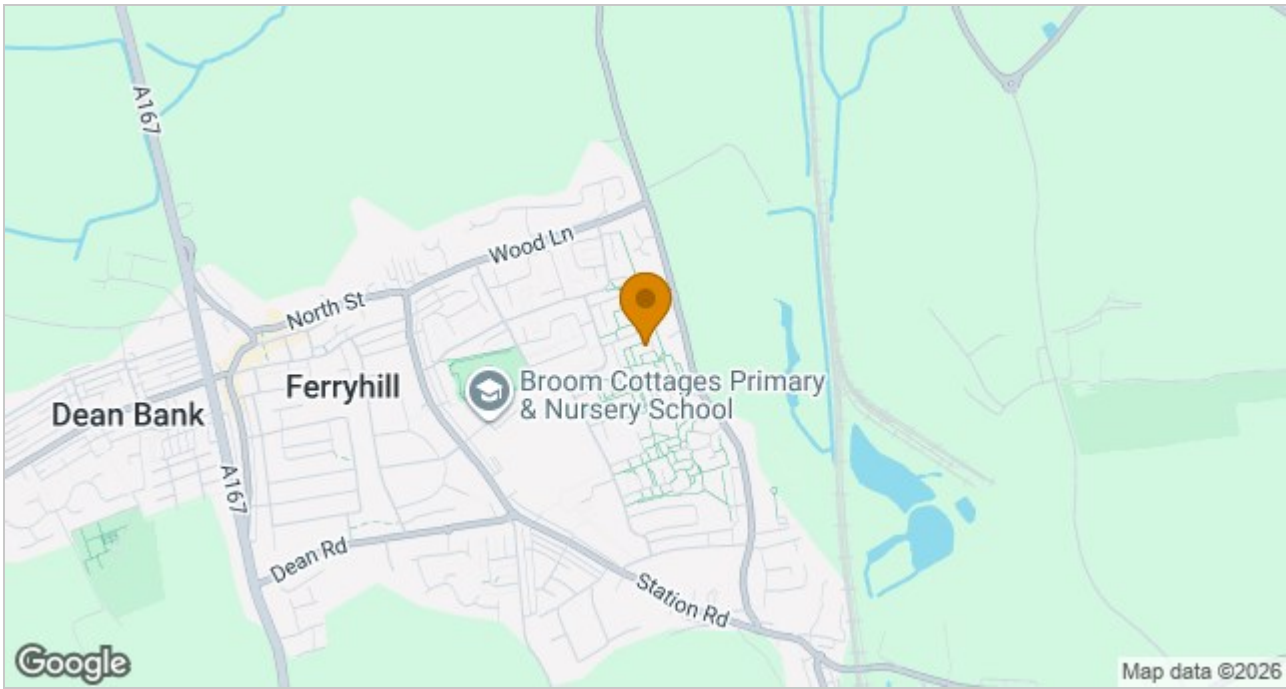 A167
Wood Ln
North St
Ferryhill
Dean Bank
Broom Cottages Primary
& Nursery School
A167
Dean Rd
Station Rd
Google
Map data ©2026